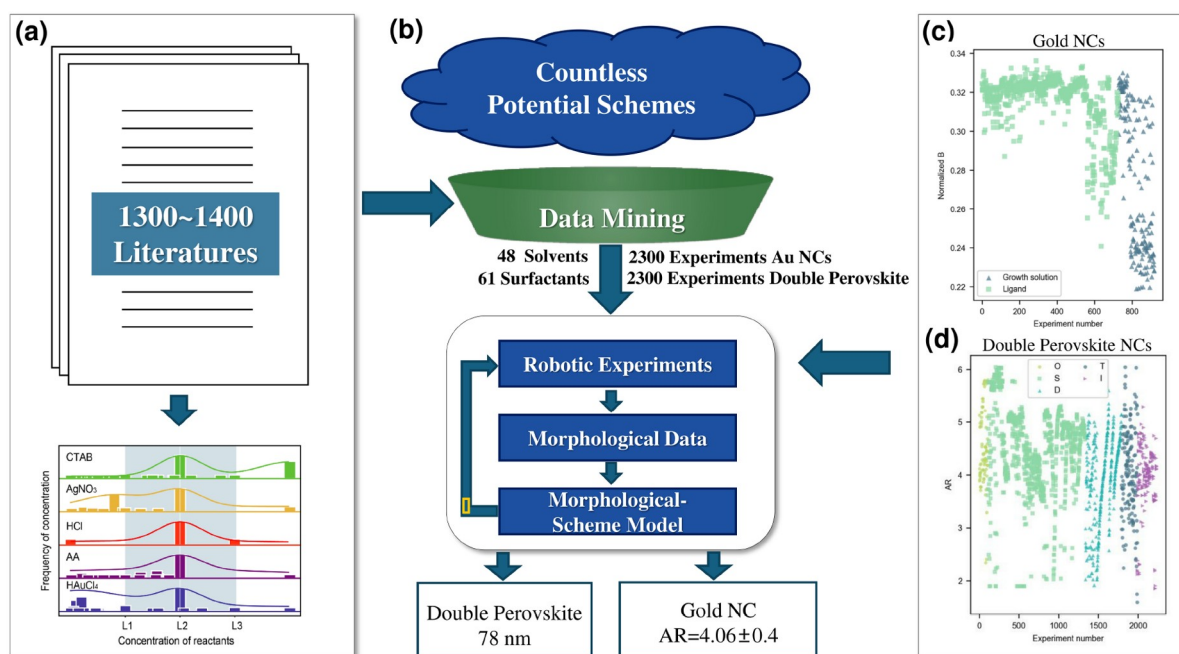 (a)
1300~1400
Literatures
CTAB
AgNO₃
HCl
AA
HAuCl₄
Frequency of concentration
L1 L2 L3
Concentration of reactants
(b)
Countless
Potential Schemes
Data Mining
48 Solvents 2300 Experiments Au NCs
61 Surfactants 2300 Experiments Double Perovskite
Robotic Experiments
Morphological Data
Morphological-
Scheme Model
Double Perovskite
78 nm
Gold NC
AR=4.06±0.4
(c)
Gold NCs
0.34
0.32
0.30
0.28
0.26
0.24
0.22
Normalized B
Growth solution
Ligand
0 200 400 600 800
Experiment number
(d)
Double Perovskite NCs
O T
S I
D
6
5
4
3
2
AR
0 500 1000 1500 2000
Experiment number